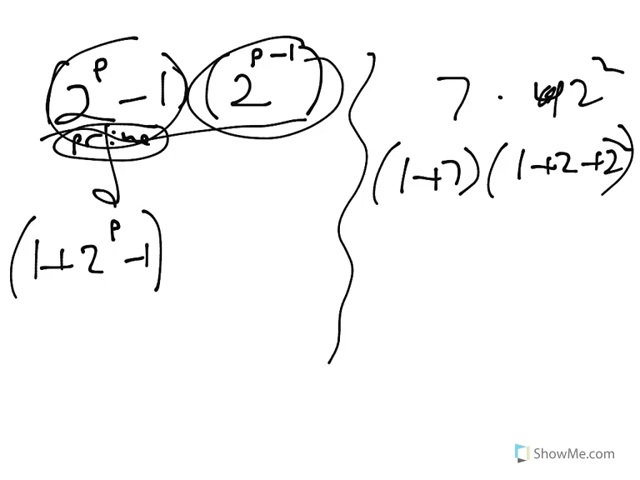 (2^p - 1) (2^{p-1})
prime
(1+2^p-1)
7 · 2^2
(1+7)(1+2+2^2)
ShowMe.com